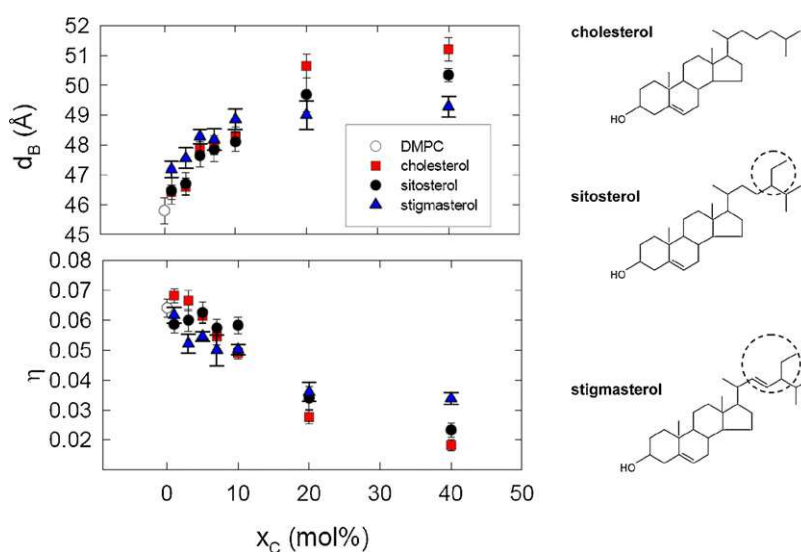 52
51
50
49
48
47
46
45
d_B (Å)
DMPC
cholesterol
sitosterol
stigmasterol
0.08
0.07
0.06
0.05
0.04
0.03
0.02
η
0 10 20 30 40 50
x_C (mol%)
cholesterol
HO
sitosterol
HO
stigmasterol
HO